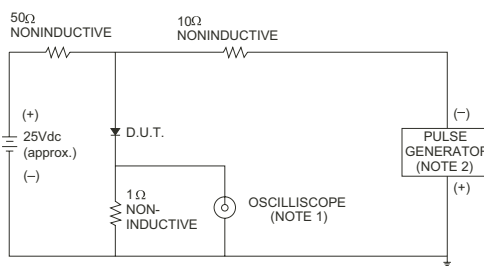 50Ω
NONINDUCTIVE
10Ω
NONINDUCTIVE
(+)
25Vdc
(approx.)
(–)
D.U.T.
1Ω
NON-
INDUCTIVE
OSCILLISCOPE
(NOTE 1)
(–)
PULSE
GENERATOR
(NOTE 2)
(+)